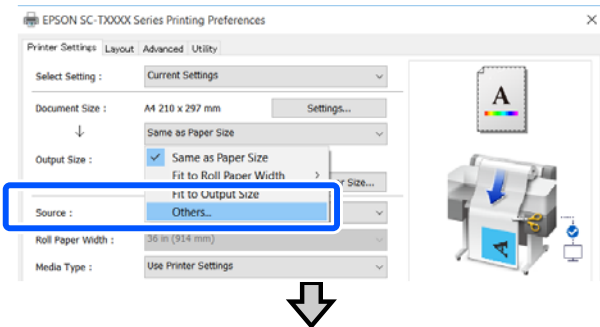 EPSON SC-TXXXX Series Printing Preferences
Printer Settings Layout Advanced Utility
Select Setting : Current Settings
Document Size : A4 210 x 297 mm Settings...
Same as Paper Size
Output Size :
Same as Paper Size
Fit to Roll Paper Width
Size...
Fit to Output Size
Source : Others...
Roll Paper Width : 36 in (914 mm)
Media Type : Use Printer Settings
A
A